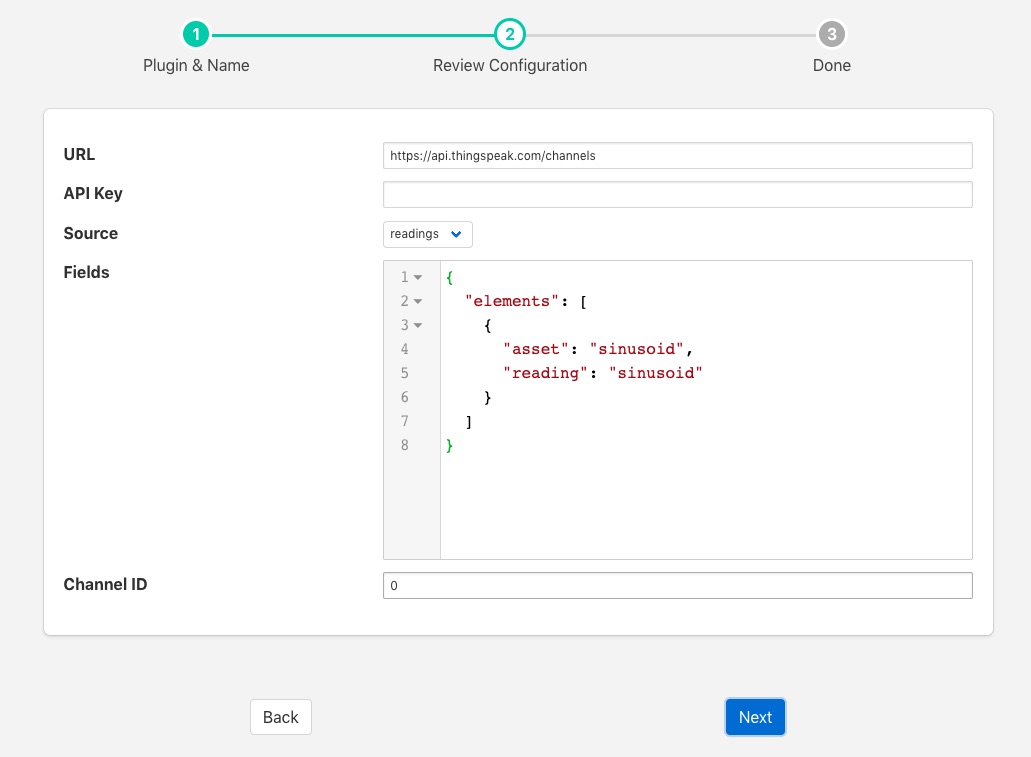 1 2 3
Plugin & Name Review Configuration Done
URL https://api.thingspeak.com/channels
API Key
Source readings
Fields
1 {
2 "elements": [
3 {
4 "asset": "sinusoid",
5 "reading": "sinusoid"
6 }
7 ]
8 }
Channel ID 0
Back Next